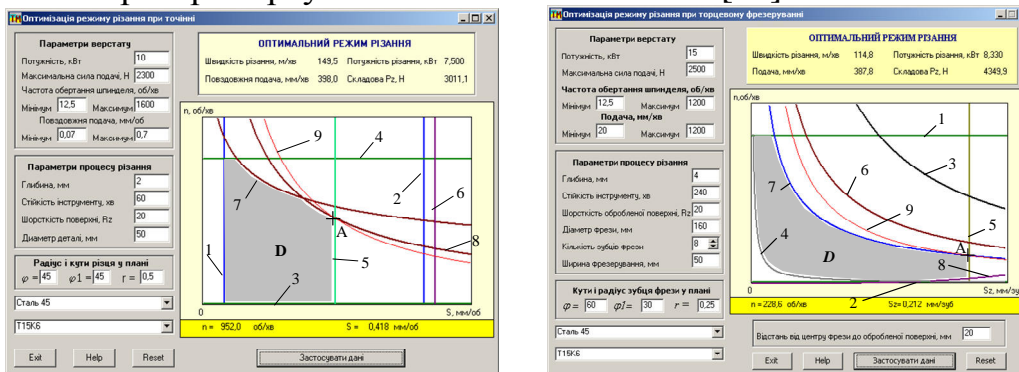 Оптимізація режиму різання при точінні
Параметри верстату
Потужність, кВт 10
Максимальна сила подачі, Н 2300
Частота обертання шпинделя, об/хв
Мінімум 12,5 Максимум 1600
Повздовжня подача, мм/об
Мінімум 0,07 Максимум 0,7
Параметри процесу різання
Глибина, мм 2
Стійкість інструменту, хв 60
Шорсткість поверхні, Rz 20
Диаметр деталі, мм 50
Радіус і кути різця у плані
φ = 45 φ1 = 45 r = 0,5
Сталь 45
Т15К6
Exit Help Reset
ОПТИМАЛЬНИЙ РЕЖИМ РІЗАННЯ
Швидкість різання, м/хв 149,5 Потужність різання, кВт 7,500
Повздовжня подача, мм/хв 398,0 Складова Pz, Н 3011,1
n, об/хв
9
4
2
6
7
A
8
1
D
5
3
0
S, мм/об
n = 952,0 об/хв S = 0,418 мм/об
Застосувати дані
Оптимізація режиму різання при торцевому фрезеруванні
Параметри верстату
Потужність, кВт 15
Максимальна сила подачі, Н 2500
Частота обертання шпинделя, об/хв
Мінімум 12,5 Максимум 1200
Подача, мм/хв
Мінімум 20 Максимум 1200
Параметри процесу різання
Глибина, мм 4
Стійкість інструменту, хв 240
Шорсткість обробленої поверхні, Rz 20
Діаметр фрези, мм 160
Кількість зубців фрези 8
Ширина фрезерування, мм 50
Кути і радіус зубця фрези у плані
φ = 60 φ1= 30 r = 0,25
Сталь 45
Т15К6
ОПТИМАЛЬНИЙ РЕЖИМ РІЗАННЯ
Швидкість різання, м/хв 114,8 Потужність різання, кВт 8,330
Подача, мм/хв 387,8 Складова Pz, Н 4349,9
n,об/хв
1
3
6
7
9
5
4
D
A
8
2
0
Sz, мм/зу
n = 228,6 об/хв Sz=0,212 мм/зуб
Відстань від центру фрези до обробленої поверхні, мм 20
Exit Help Застосувати дані Reset